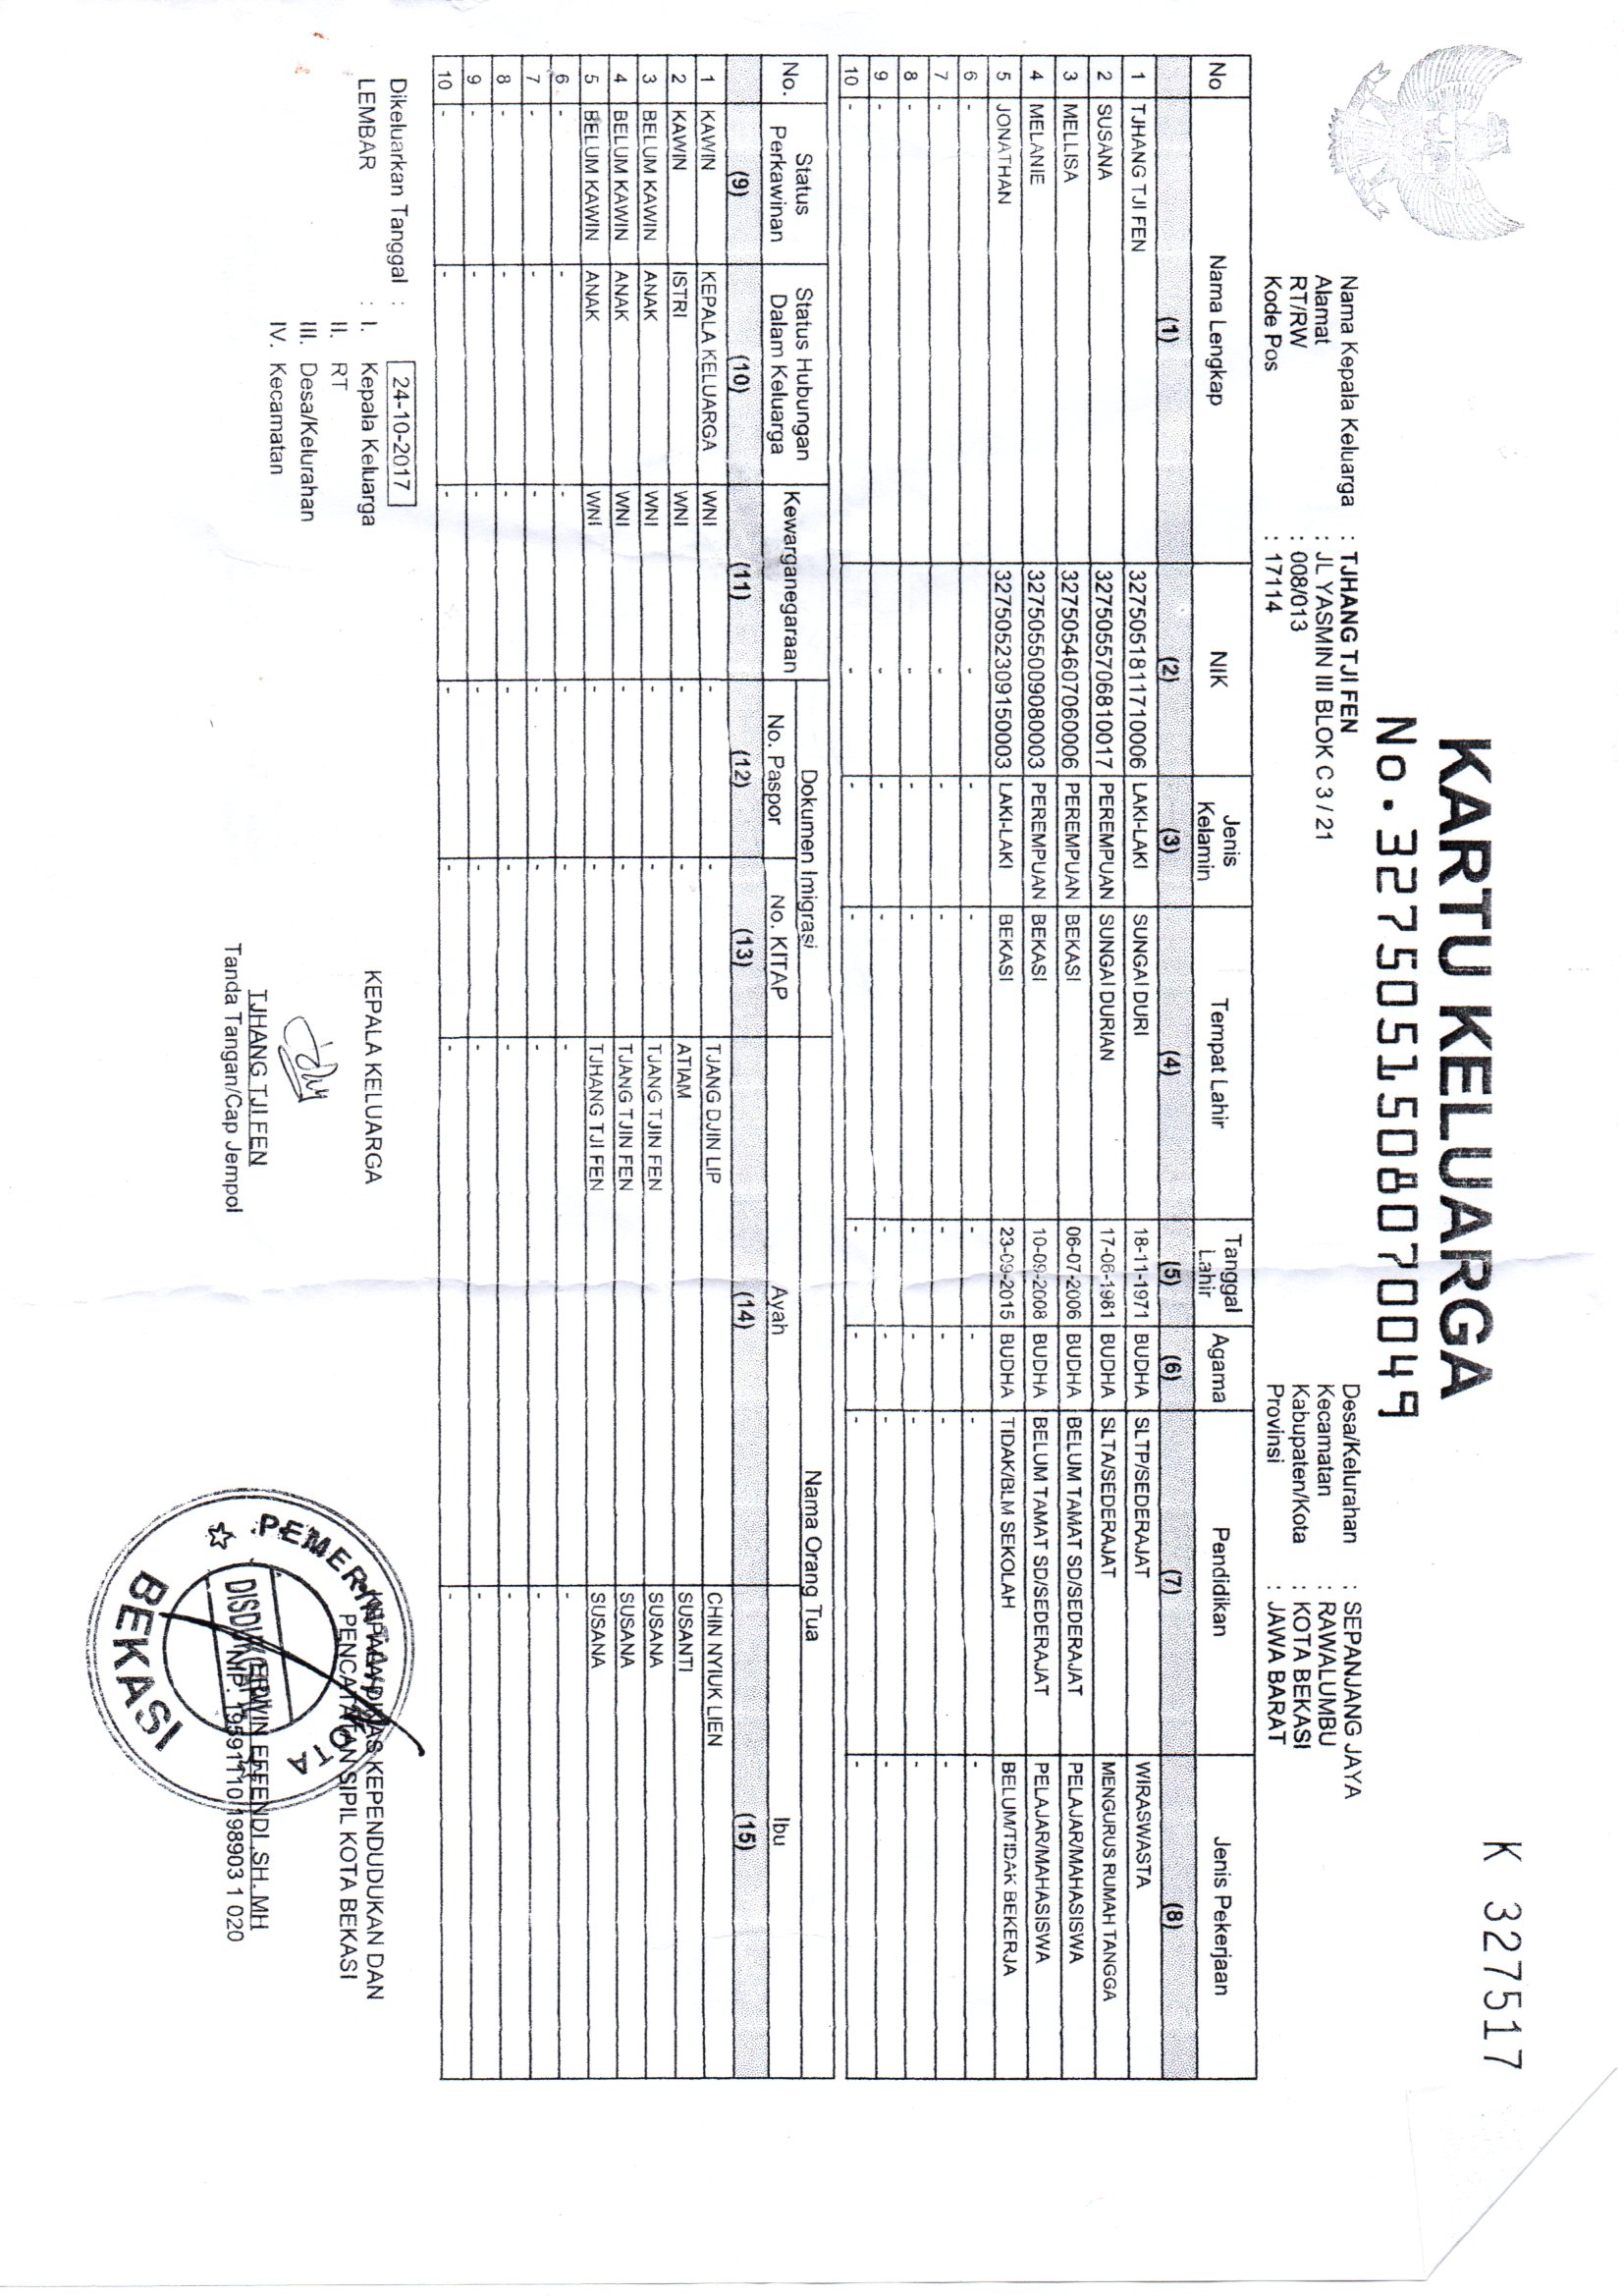 K 327517
KARTU KELUARGA
No. 3275051508070049
Nama Kepala Keluarga : TJHANG TJI FEN
Alamat : JL YASMIN III BLOK C 3 / 21
RT/RW : 008/013
Kode Pos : 17114
Desa/Kelurahan : SEPANJANG JAYA
Kecamatan : RAWALUMBU
Kabupaten/Kota : KOTA BEKASI
Provinsi : JAWA BARAT
No Nama Lengkap NIK Jenis Kelamin Tempat Lahir Tanggal Lahir Agama Pendidikan Jenis Pekerjaan
(1) (2) (3) (4) (5) (6) (7) (8)
1 TJHANG TJI FEN 3275051811710006 LAKI-LAKI SUNGAI DURI 18-11-1971 BUDHA SLTP/SEDERAJAT WIRASWASTA
2 SUSANA 3275055706810017 PEREMPUAN SUNGAI DURIAN 17-06-1981 BUDHA SLTA/SEDERAJAT MENGURUS RUMAH TANGGA
3 MELLISA 3275054607060006 PEREMPUAN BEKASI 06-07-2006 BUDHA BELUM TAMAT SD/SEDERAJAT PELAJAR/MAHASISWA
4 MELANIE 3275055009080003 PEREMPUAN BEKASI 10-09-2008 BUDHA BELUM TAMAT SD/SEDERAJAT PELAJAR/MAHASISWA
5 JONATHAN 3275052309150003 LAKI-LAKI BEKASI 23-09-2015 BUDHA TIDAK/BLM SEKOLAH BELUM/TIDAK BEKERJA
6 - - - - - - - -
7 - - - - - - - -
8 - - - - - - - -
9 - - - - - - - -
10 - - - - - - - -
No. Status Perkawinan Status Hubungan Dalam Keluarga Kewarganegaraan Dokumen Imigrasi Nama Orang Tua
No. Paspor No. KITAP Ayah Ibu
(9) (10) (11) (12) (13) (14) (15)
1 KAWIN KEPALA KELUARGA WNI - - TJANG DJIN LIP CHIN NYIUK LIEN
2 KAWIN ISTRI WNI - - ATIAM SUSANTI
3 BELUM KAWIN ANAK WNI - - TJANG TJIN FEN SUSANA
4 BELUM KAWIN ANAK WNI - - TJANG TJIN FEN SUSANA
5 BELUM KAWIN ANAK WNI - - TJHANG TJI FEN SUSANA
6 - - - - - - -
7 - - - - - - -
8 - - - - - - -
9 - - - - - - -
10 - - - - - - -
Dikeluarkan Tanggal : 24-10-2017
LEMBAR : I. Kepala Keluarga
II. RT
III. Desa/Kelurahan
IV. Kecamatan
KEPALA KELUARGA
TJHANG TJI FEN
Tanda Tangan/Cap Jempol
KEPALA DINAS KEPENDUDUKAN DAN
PENCATATAN SIPIL KOTA BEKASI
ERWIN EFFENDI, SH. MH
NIP. 19591110 198903 1 020
PEMERINTAH KOTA
BEKASI